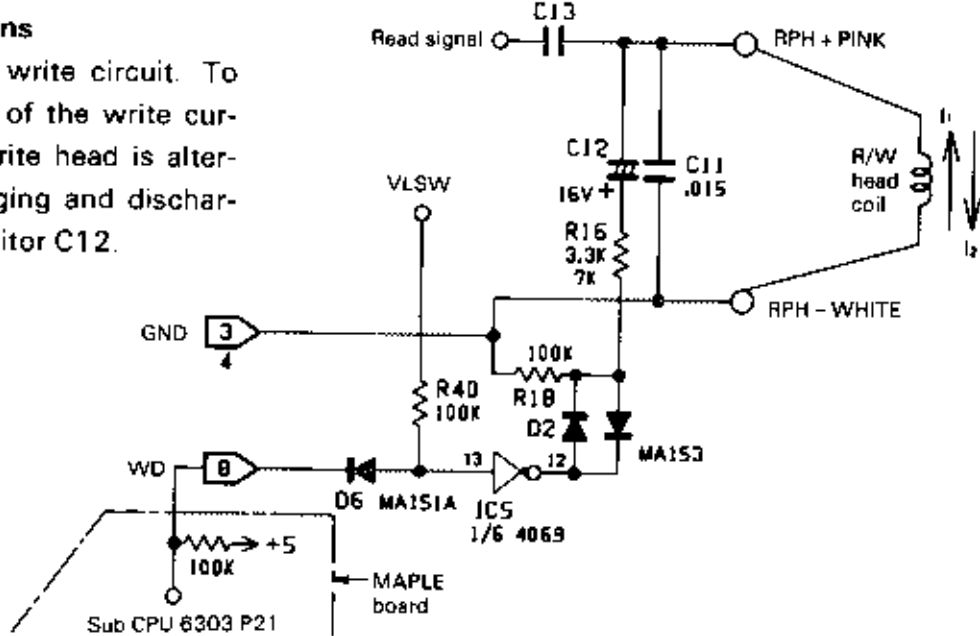 ns
write circuit. To
of the write cur-
rite head is alter-
ging and dischar-
itor C12.
C13
Read signal
RPH + PINK
C12
16V +
C11
.015
R/W
head
coil
I₁
I₂
VLSW
R16
3.3K
7K
RPH – WHITE
GND
3
4
100K
R18
R40
100K
D2
MA153
WD
8
D6 MA151A
13
12
IC5
1/6 4069
+5
100K
MAPLE
board
Sub CPU 6303 P21